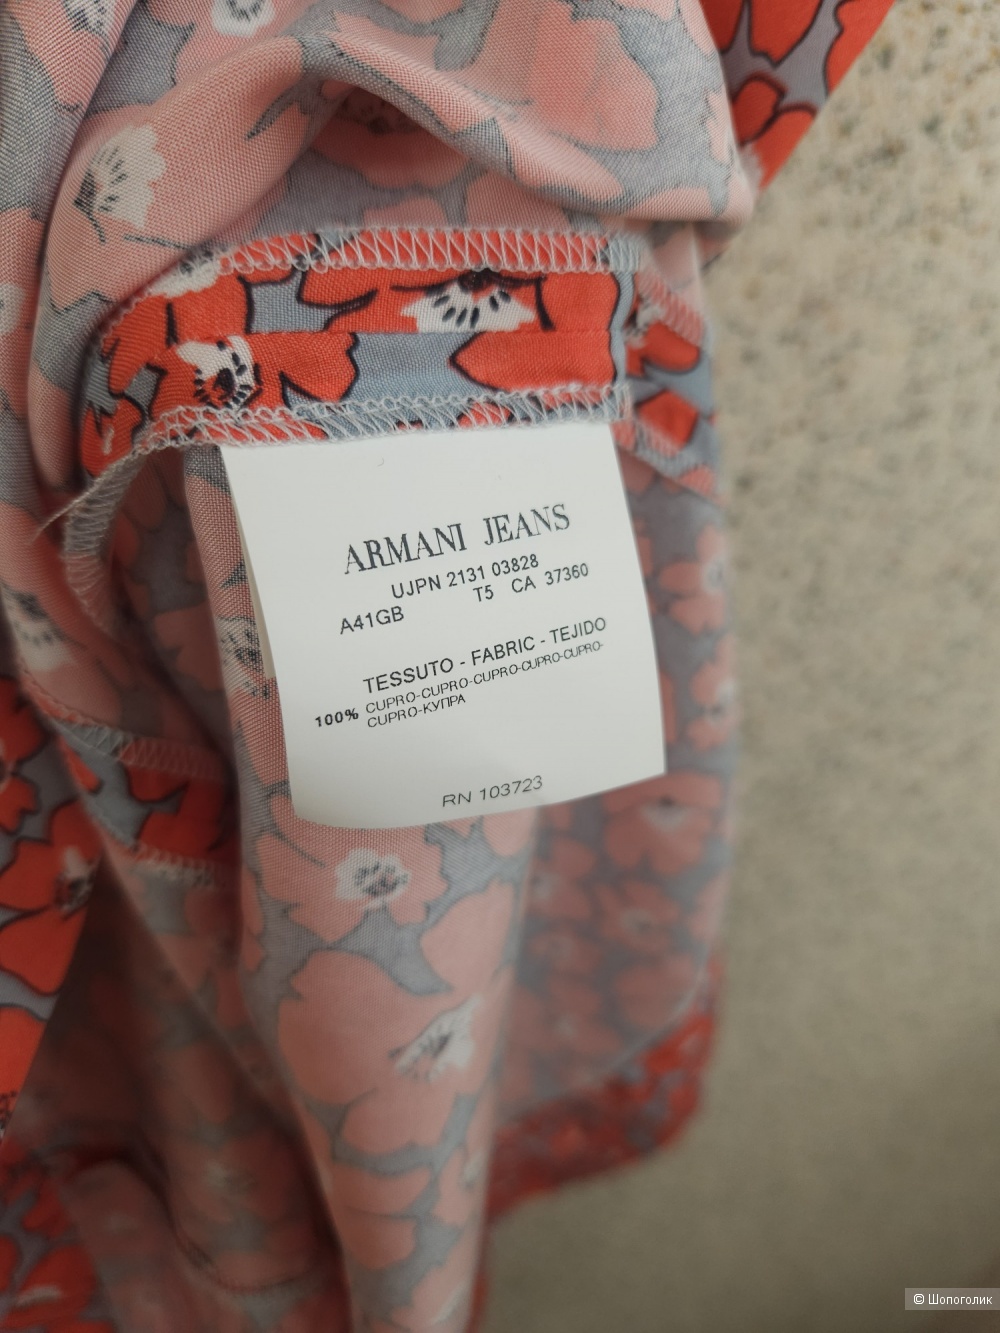 ARMANI JEANS
UJPN 2131 03828
A41GB T5 CA 37360
TESSUTO - FABRIC - TEJIDO
100% CUPRO-CUPRO-CUPRO-CUPRO-CUPRO-
CUPRO-КУПРА
RN 103723
© Шопоголик